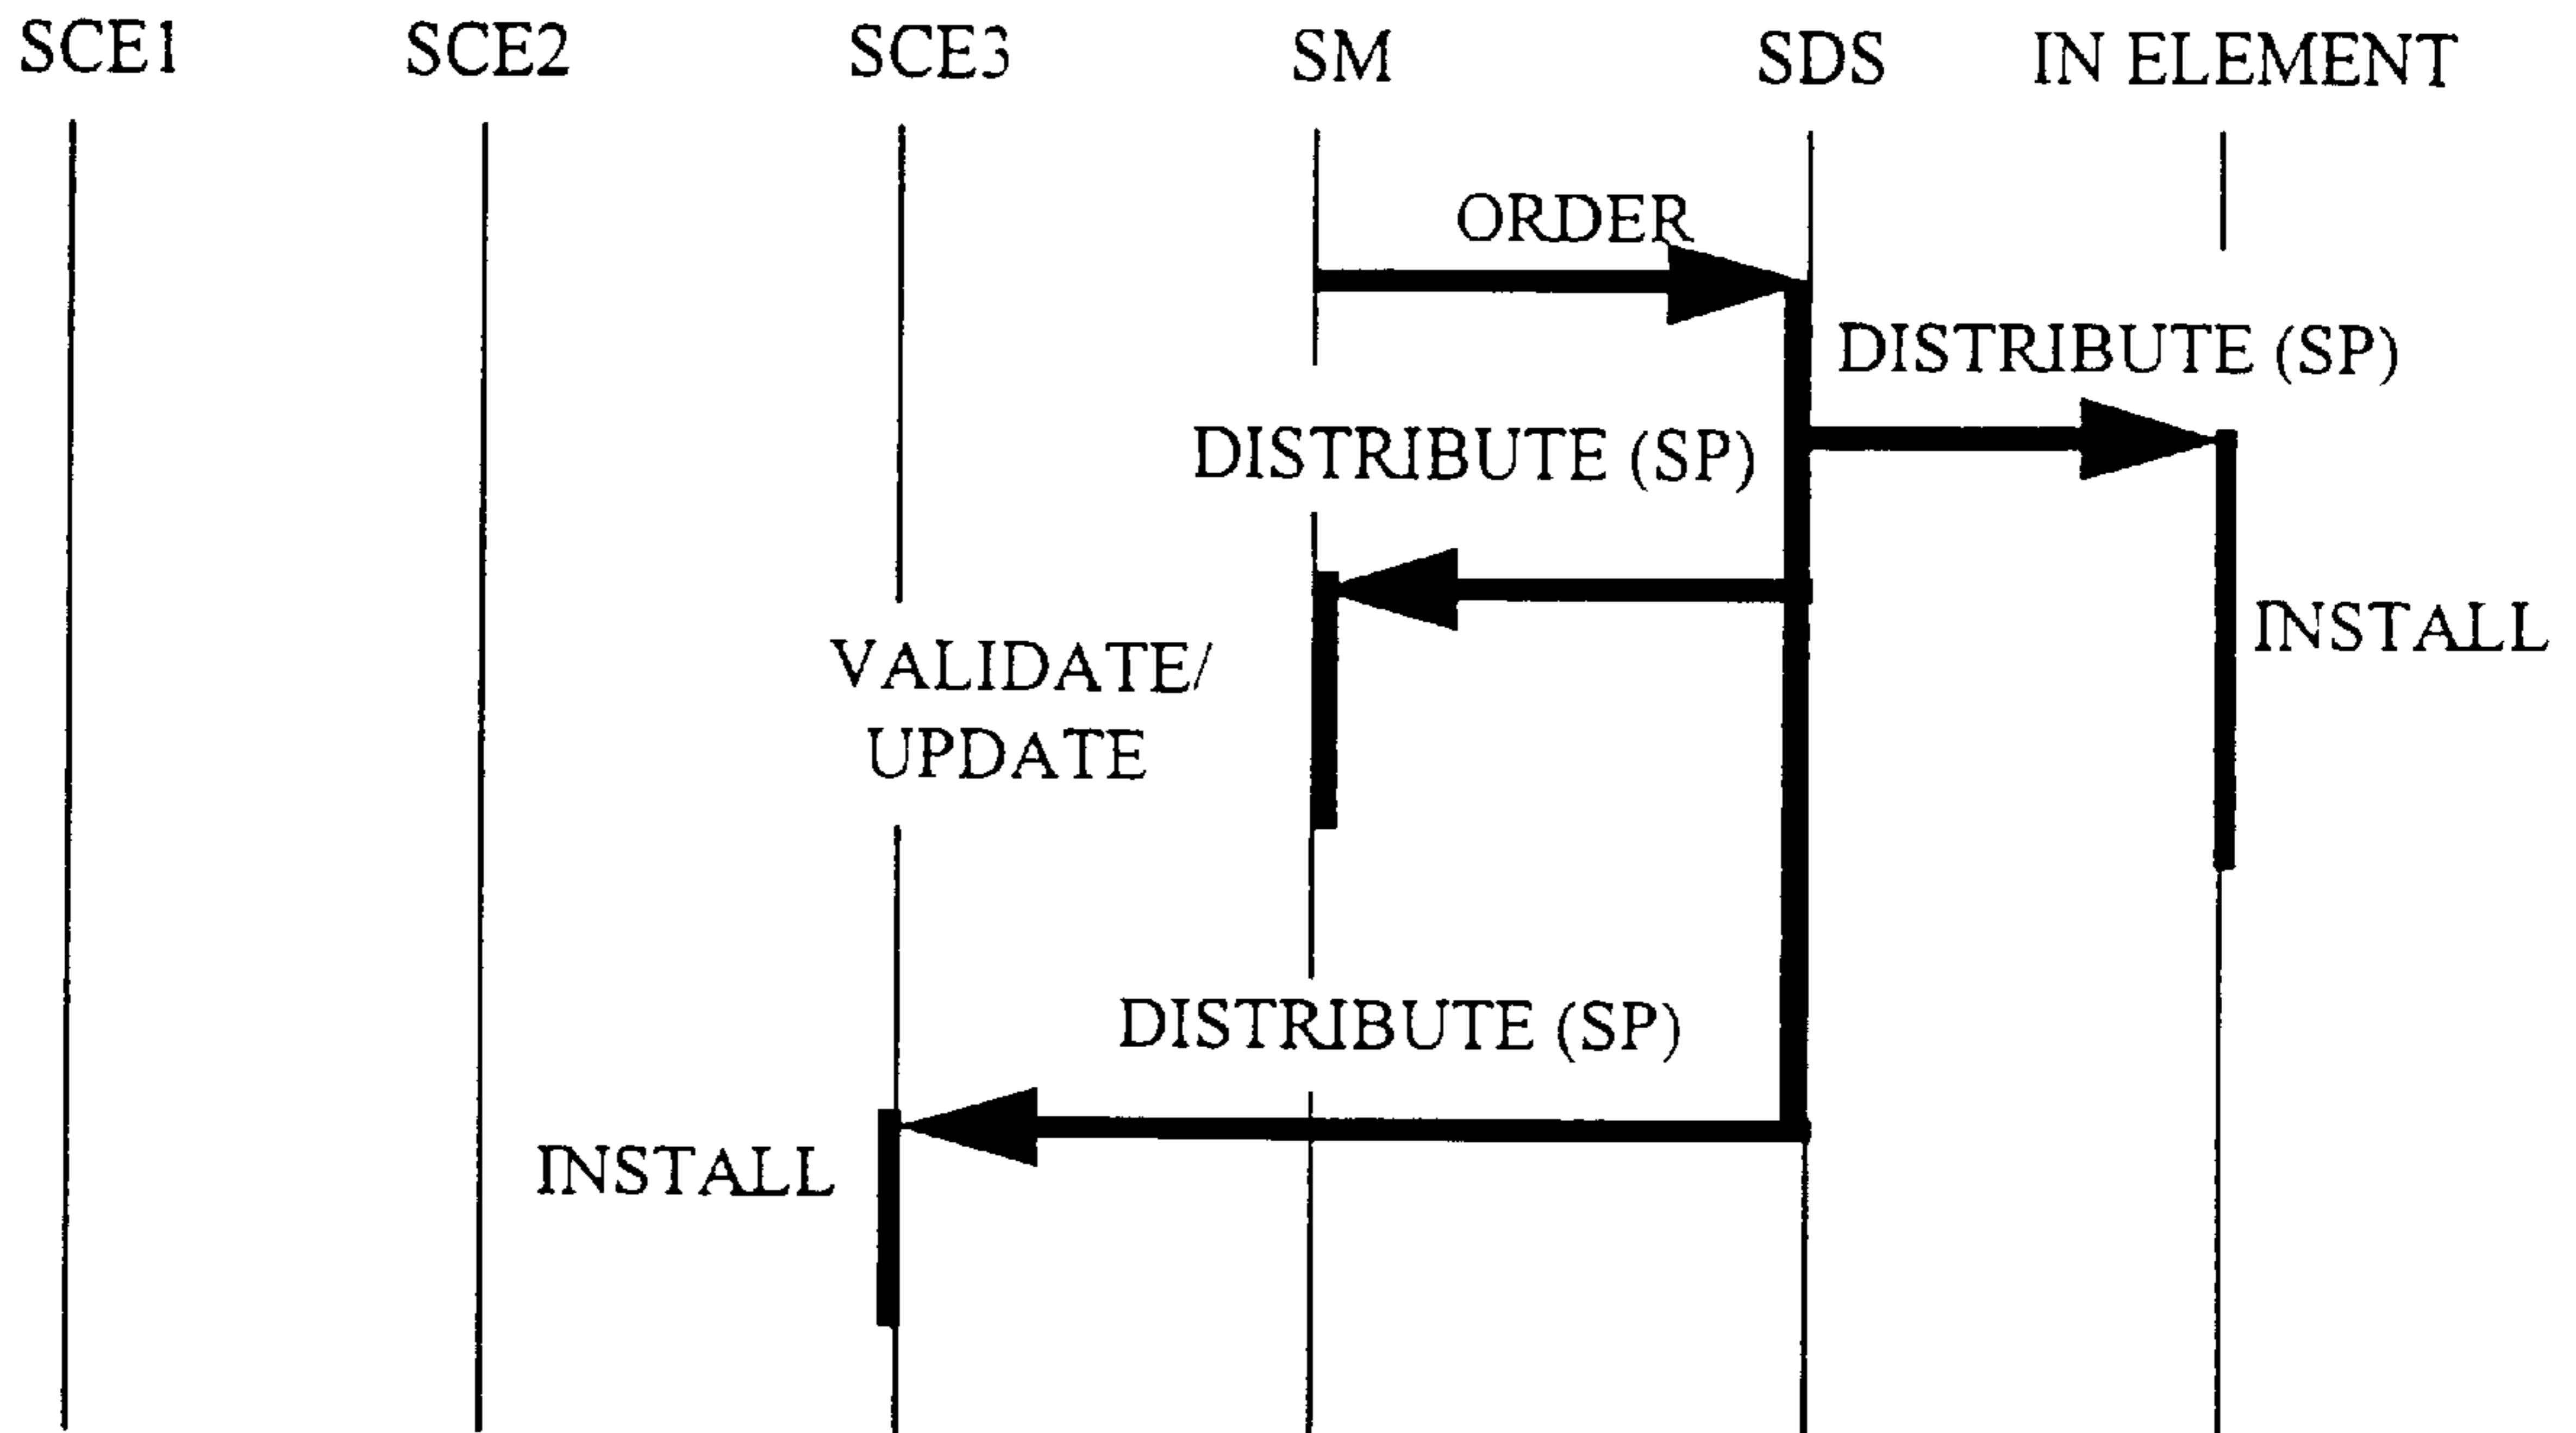 SCE1 SCE2 SCE3 SM SDS IN ELEMENT
ORDER
DISTRIBUTE (SP)
DISTRIBUTE (SP)
INSTALL
VALIDATE/
UPDATE
DISTRIBUTE (SP)
INSTALL